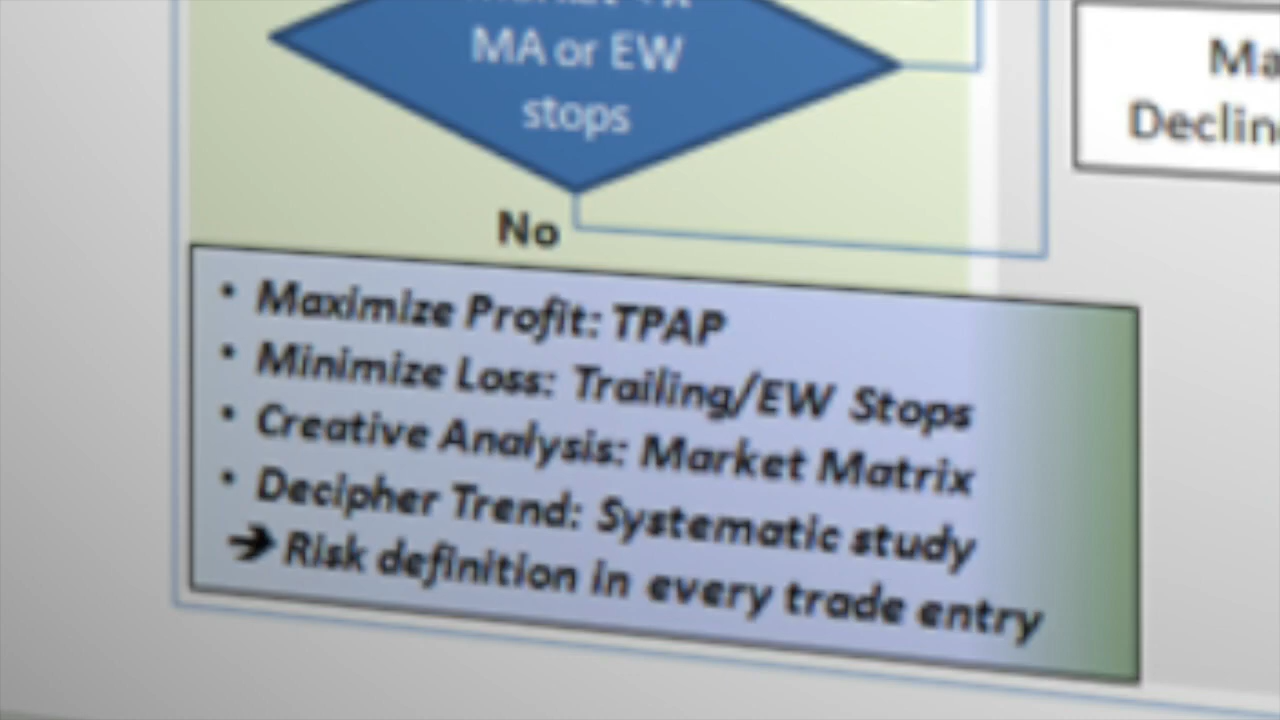 MA or EW
stops
No
• Maximize Profit: TPAP
• Minimize Loss: Trailing/EW Stops
• Creative Analysis: Market Matrix
• Decipher Trend: Systematic study
➔ Risk definition in every trade entry